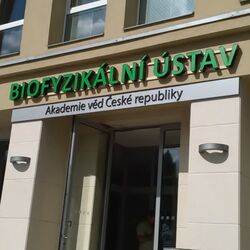 BIOFYZIKÁLNÍ ÚSTAV
Akademie věd České republiky